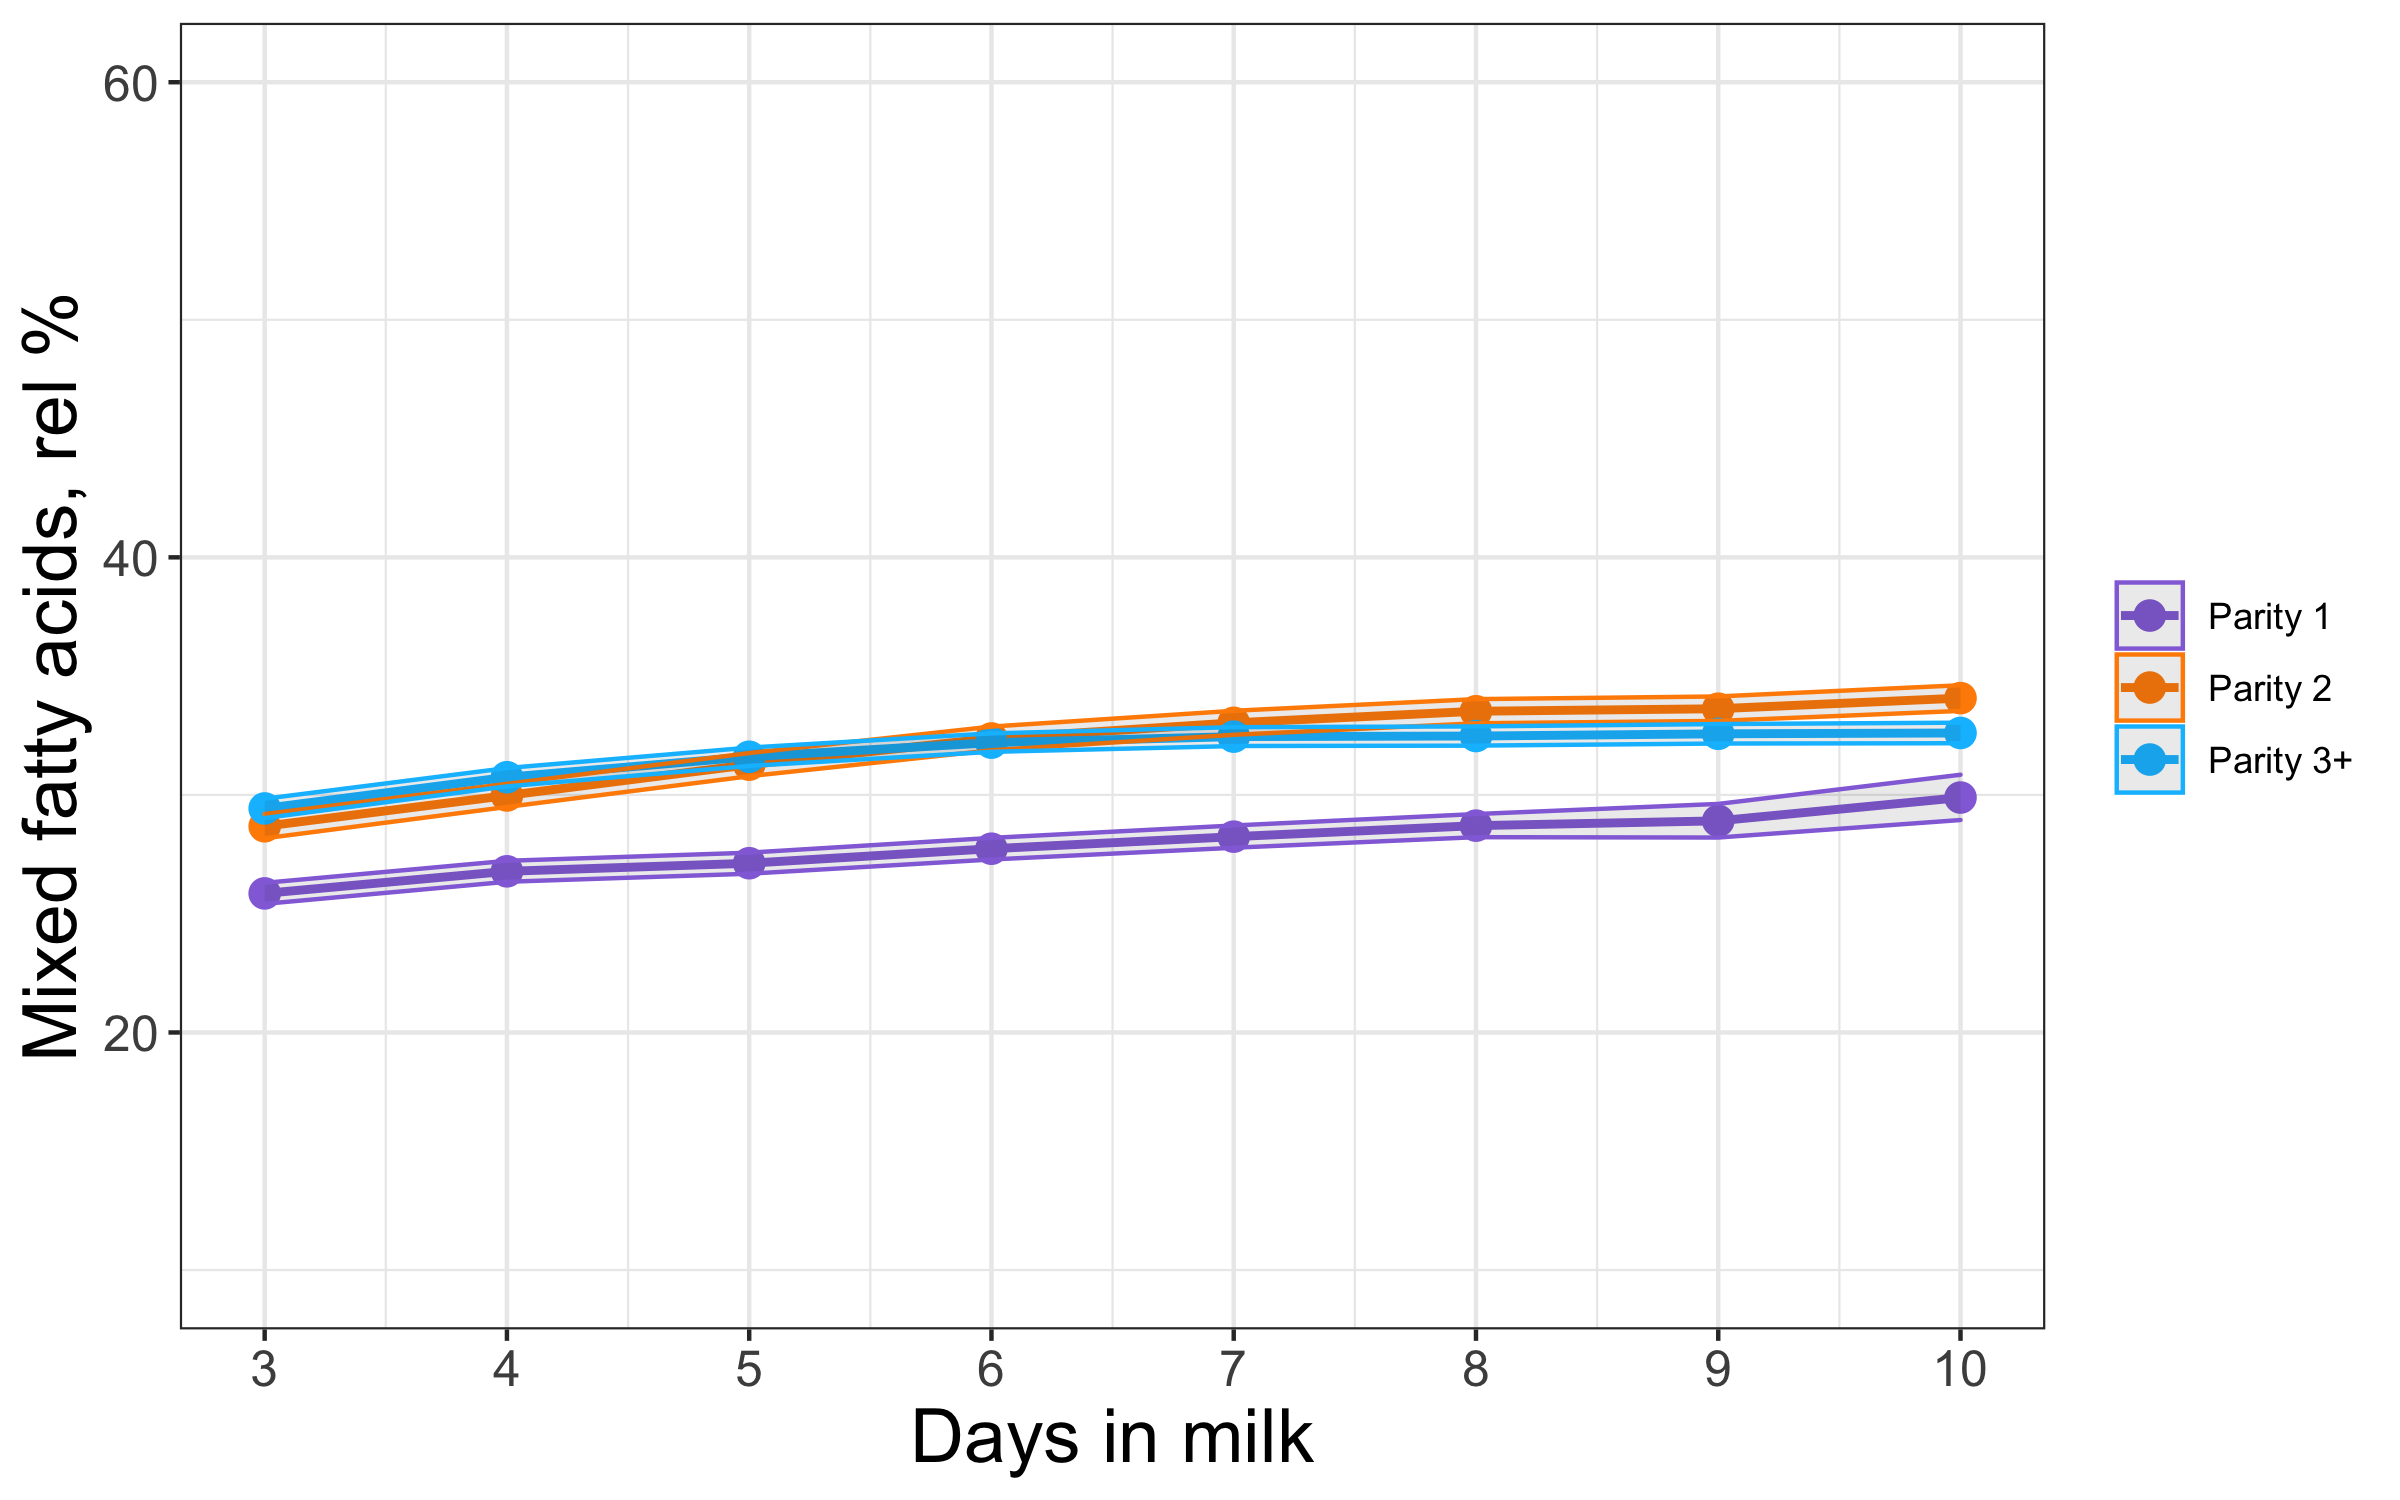 Mixed fatty acids, rel %
60
40
20
3 4 5 6 7 8 9 10
Days in milk
Parity 1
Parity 2
Parity 3+